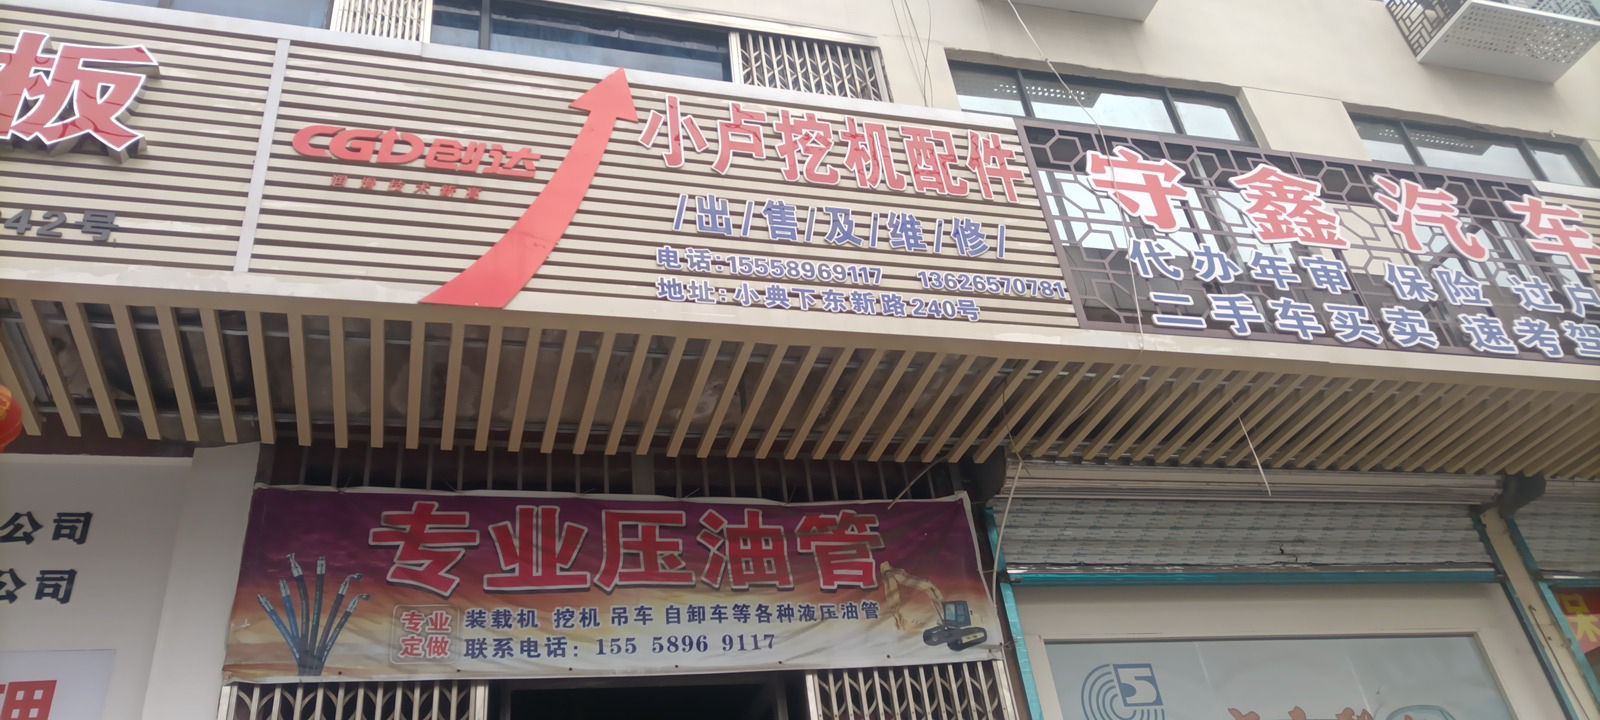 板
42号
CGD创达
小卢挖机配件
/出/售/及/维/修/
电话:15558969117 13626570781
地址:小典下东新路240号
守鑫汽车
代办年审 保险 过户
二手车买卖 速考驾
公司
公司
理
专业压油管
专业定做
装载机 挖机 吊车 自卸车等各种液压油管
联系电话：155 5896 9117
5